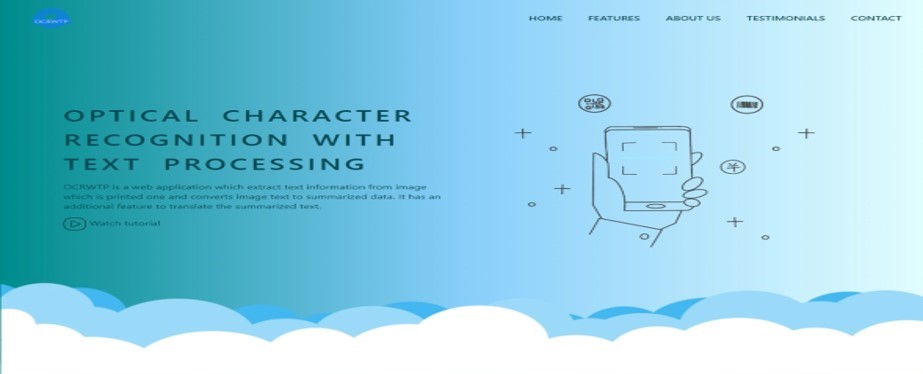 OCRWTP
HOME FEATURES ABOUT US TESTIMONIALS CONTACT
OPTICAL CHARACTER
RECOGNITION WITH
TEXT PROCESSING
OCRWTP is a web application which extract text information from image
which is printed one and converts image text to summarized data. It has an
additional feature to translate the summarized text.
Watch tutorial